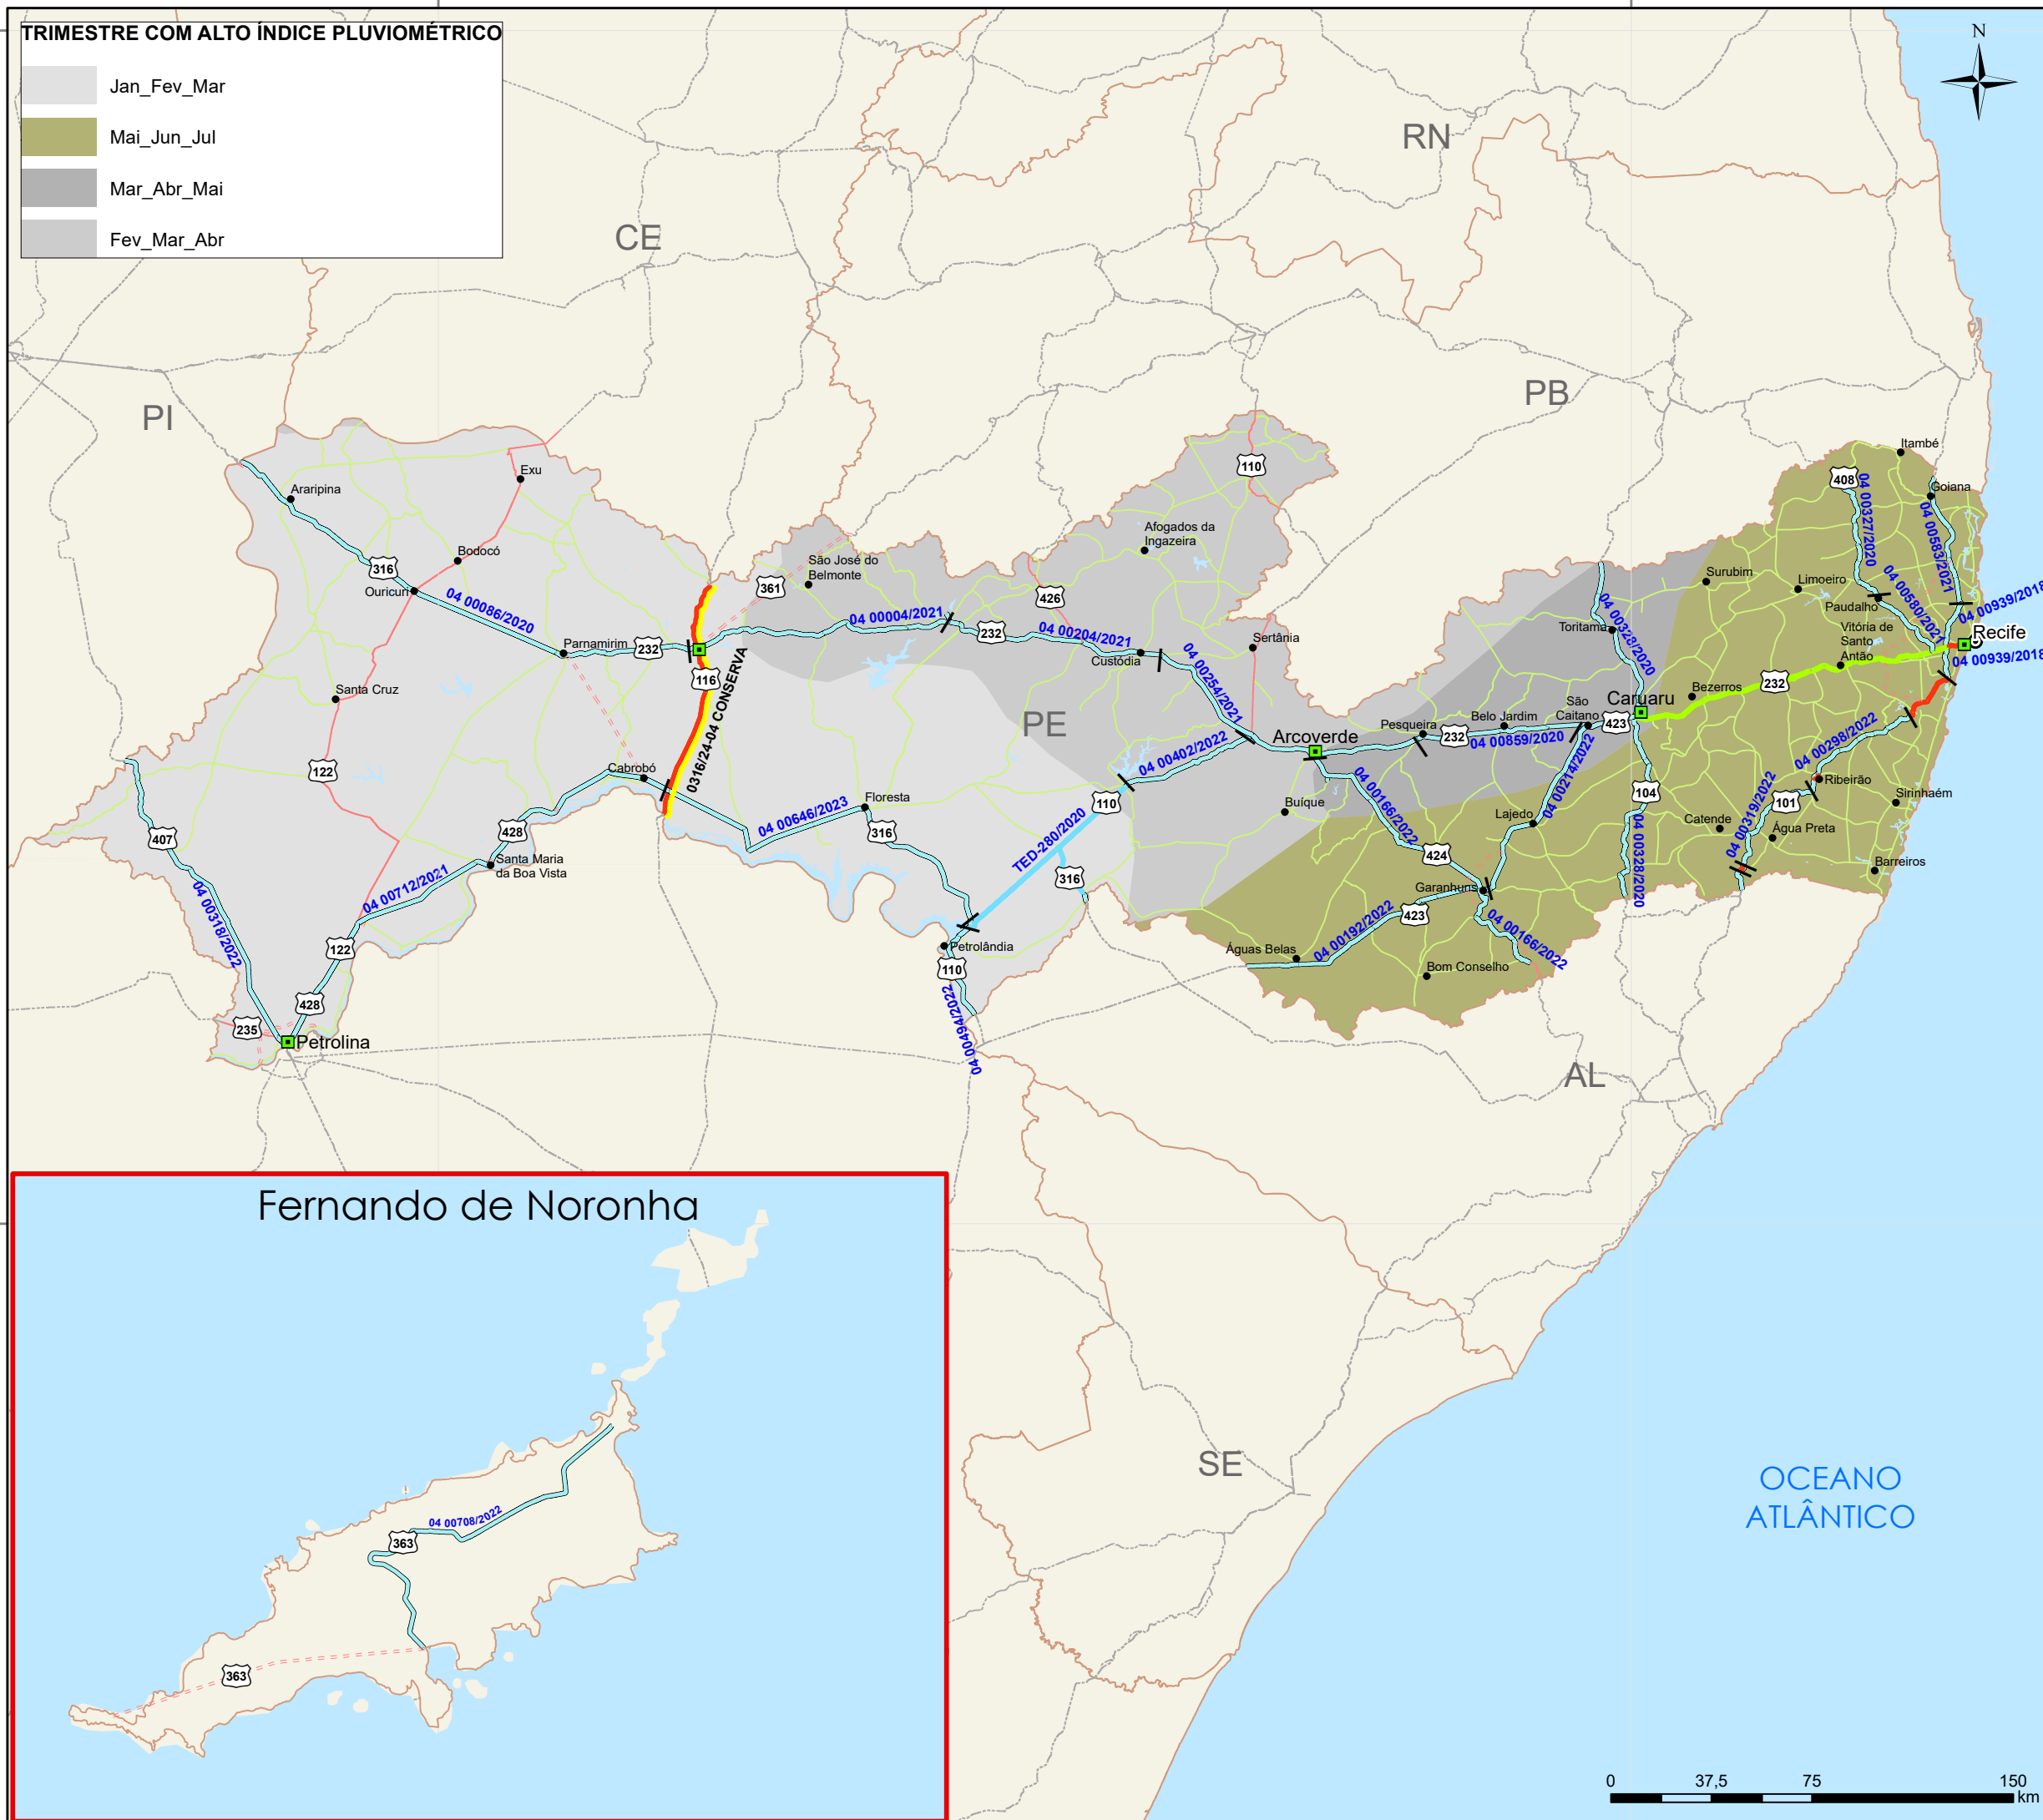 TRIMESTRE COM ALTO ÍNDICE PLUVIOMÉTRICO
Jan_Fev_Mar
Mai_Jun_Jul
Mar_Abr_Mai
Fev_Mar_Abr
N
RN
CE
PB
PI
PE
AL
SE
Itambé
408
Goiana
04 00327/2020
04 00583/2021
Exu
Araripina
110
Afogados da
Ingazeira
Bodocó
316
Ouricuri
04 00086/2020
São José do
Belmonte
361
426
04 00004/2021
232
04 00204/2021
Custódia
Sertânia
04 00254/2021
Parnamirim
232
116
0316/24-04 CONSERVA
Surubim
Limoeiro
Paudalho
04 00580/2021
04 00939/2018
Recife
04 00939/2018
Vitória de
Santo
Antão
Toritama
04 00328/2020
Santa Cruz
122
Caruaru
Bezerros
232
São
Caitano
423
Belo Jardim
Pesqueira
232
04 00859/2020
Arcoverde
04 00402/2022
04 00214/2022
04 00298/2022
Ribeirão
Sirinhaém
101
04 00319/2022
Catende
Água Preta
Barreiros
104
04 00328/2020
Cabrobó
Floresta
04 00646/2023
316
110
TED-280/2020
316
Buíque
04 00166/2022
Lajedo
424
Garanhuns
423
04 00192/2022
04 00166/2022
Águas Belas
Bom Conselho
407
04 00318/2022
428
Santa Maria
da Boa Vista
04 00712/2021
122
428
235
Petrolina
Petrolândia
110
04 00494/2022
Fernando de Noronha
04 00708/2022
363
363
OCEANO
ATLÂNTICO
0 37,5 75 150
km